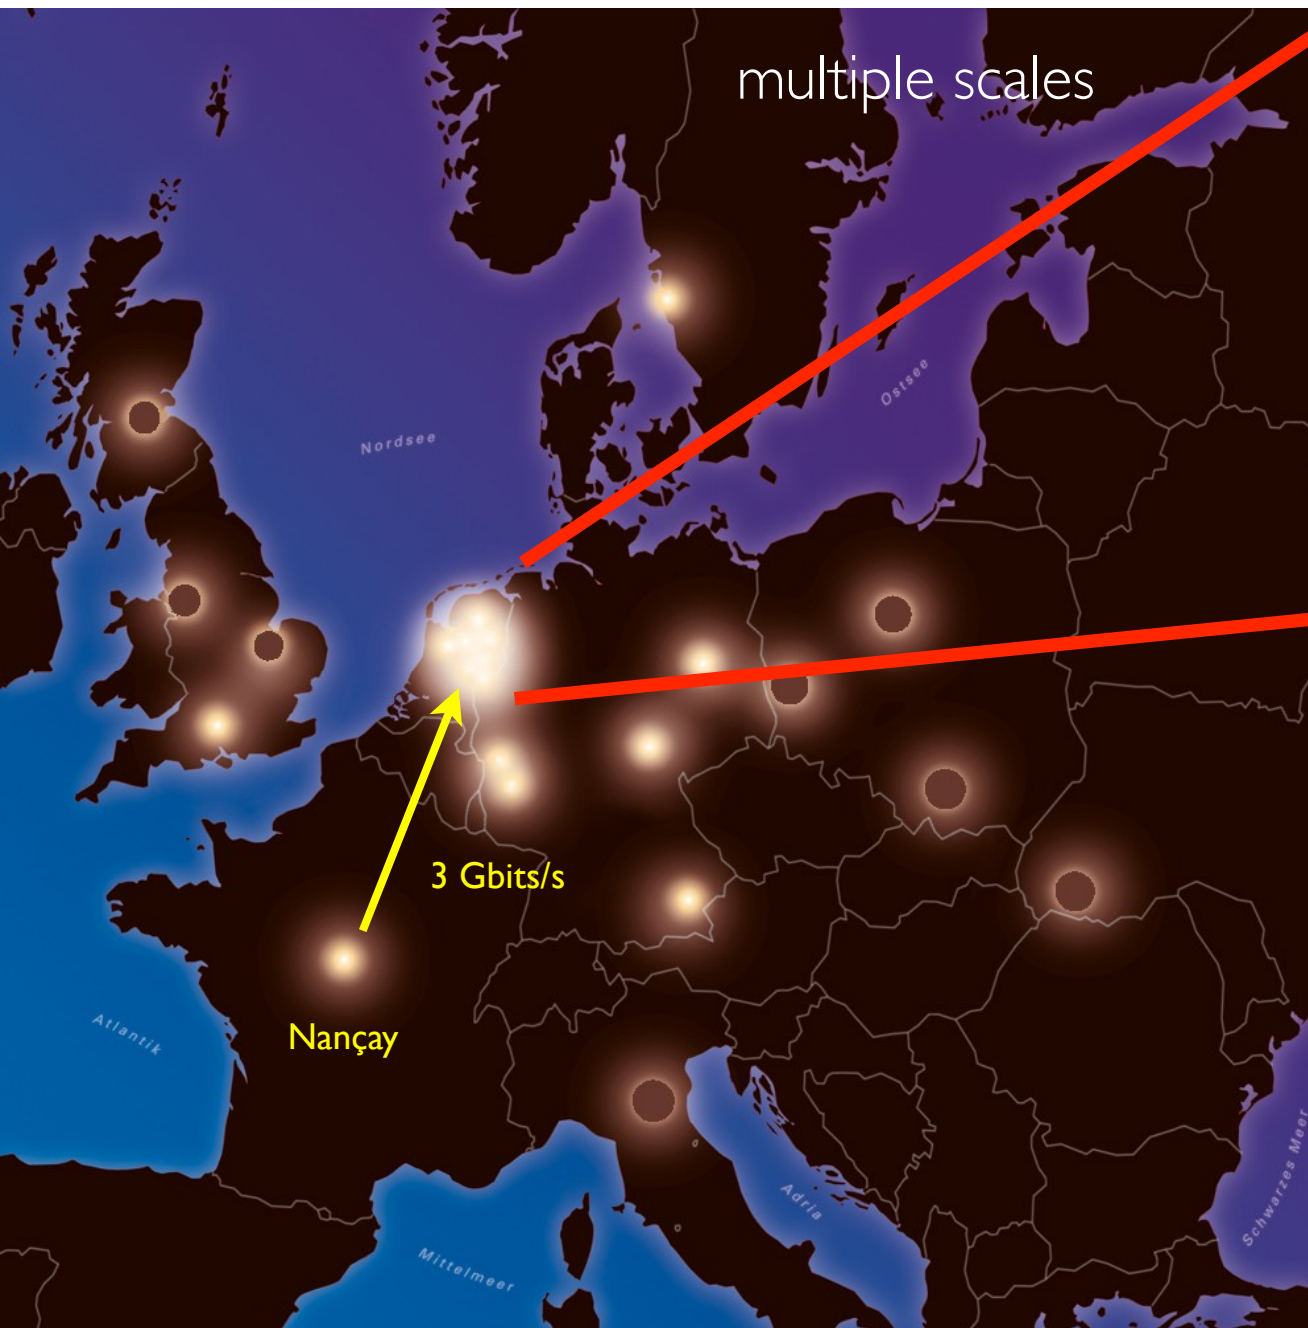 multiple scales
Ostsee
Nordsee
3 Gbits/s
Nançay
Atlantik
Adria
Schwarzes Meer
Mittelmeer